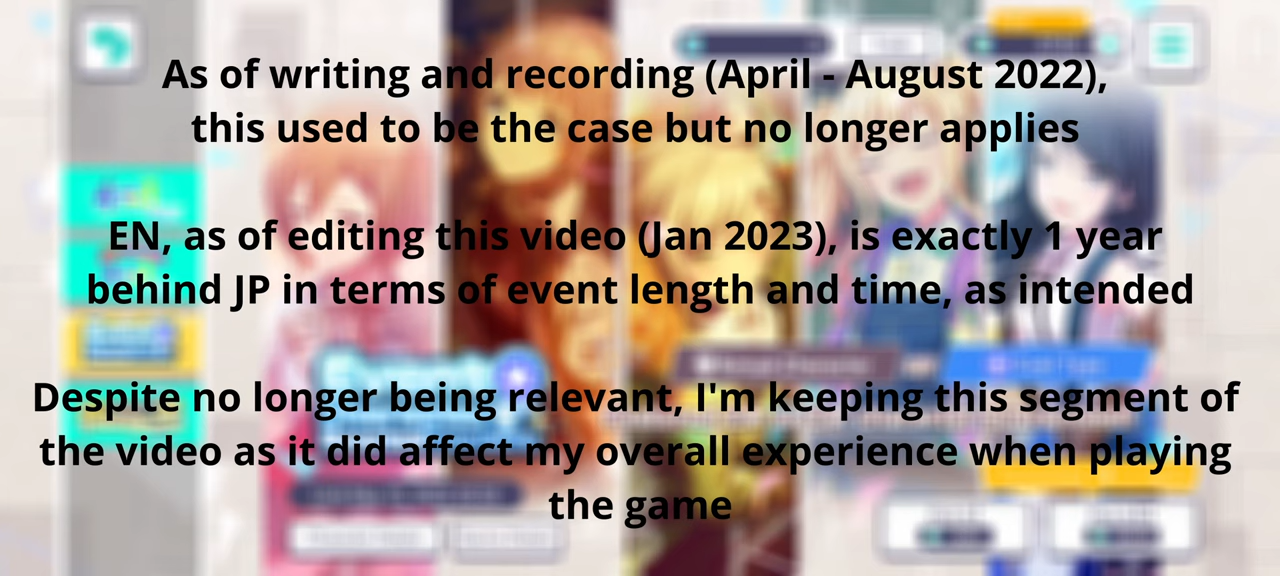 As of writing and recording (April - August 2022),
this used to be the case but no longer applies
EN, as of editing this video (Jan 2023), is exactly 1 year
behind JP in terms of event length and time, as intended
Despite no longer being relevant, I'm keeping this segment of
the video as it did affect my overall experience when playing
the game